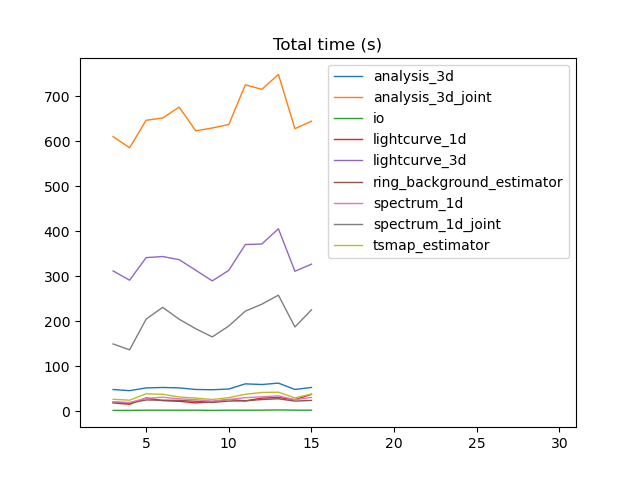 Total time (s)
700
600
500
400
300
200
100
0
5
10
15
20
25
30
analysis_3d
analysis_3d_joint
io
lightcurve_1d
lightcurve_3d
ring_background_estimator
spectrum_1d
spectrum_1d_joint
tsmap_estimator